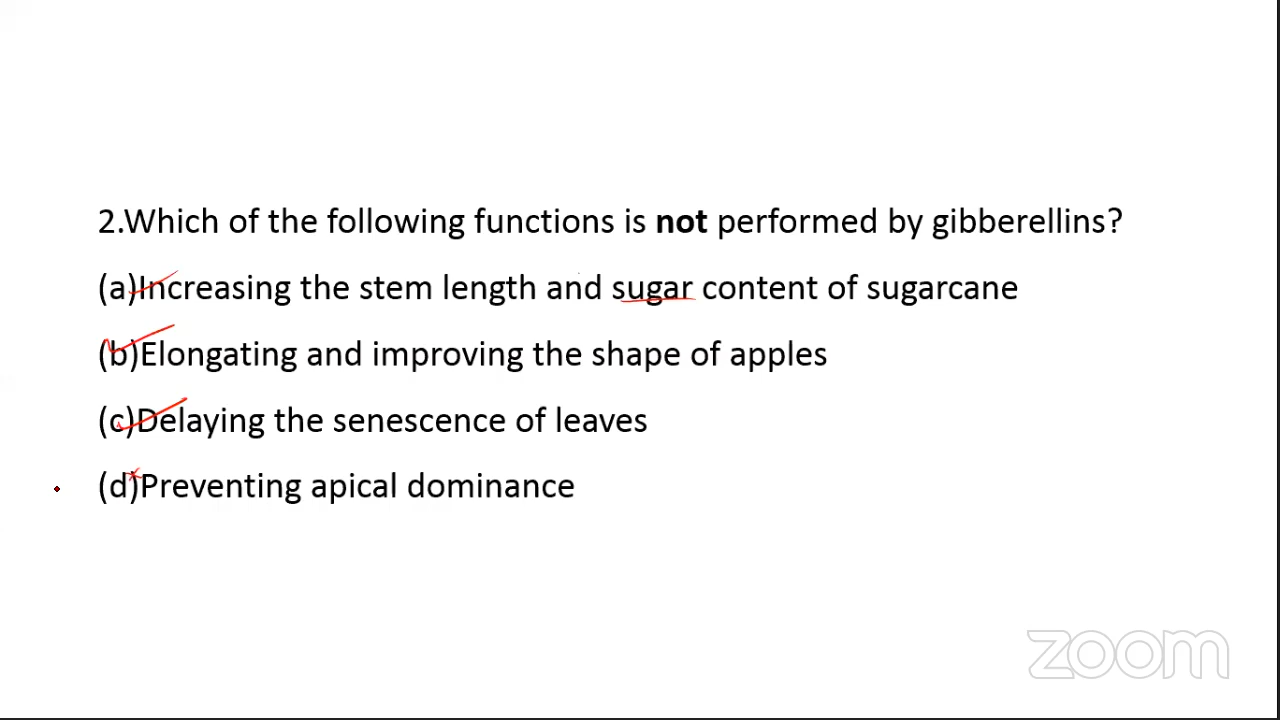 2.Which of the following functions is not performed by gibberellins?
(a)Increasing the stem length and sugar content of sugarcane
(b)Elongating and improving the shape of apples
(c)Delaying the senescence of leaves
(d)Preventing apical dominance
zoom